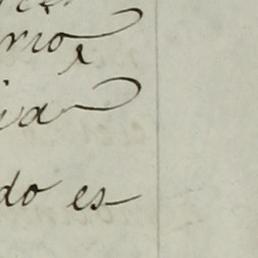 rio,
iva
do es